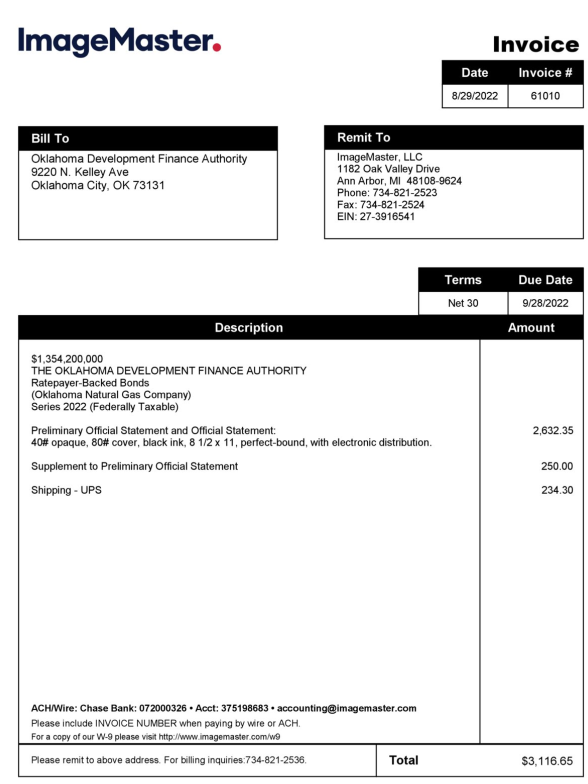 ImageMaster.
Invoice
Date Invoice #
8/29/2022 61010
Bill To
Oklahoma Development Finance Authority
9220 N. Kelley Ave
Oklahoma City, OK 73131
Remit To
ImageMaster, LLC
1182 Oak Valley Drive
Ann Arbor, MI 48108-9624
Phone: 734-821-2523
Fax: 734-821-2524
EIN: 27-3916541
Terms Due Date
Net 30 9/28/2022
Description Amount
$1,354,200,000
THE OKLAHOMA DEVELOPMENT FINANCE AUTHORITY
Ratepayer-Backed Bonds
(Oklahoma Natural Gas Company)
Series 2022 (Federally Taxable)
Preliminary Official Statement and Official Statement: 2,632.35
40# opaque, 80# cover, black ink, 8 1/2 x 11, perfect-bound, with electronic distribution.
Supplement to Preliminary Official Statement 250.00
Shipping - UPS 234.30
ACH/Wire: Chase Bank: 072000326 • Acct: 375198683 • accounting@imagemaster.com
Please include INVOICE NUMBER when paying by wire or ACH.
For a copy of our W-9 please visit http://www.imagemaster.com/w9
Please remit to above address. For billing inquiries:734-821-2536.
Total $3,116.65